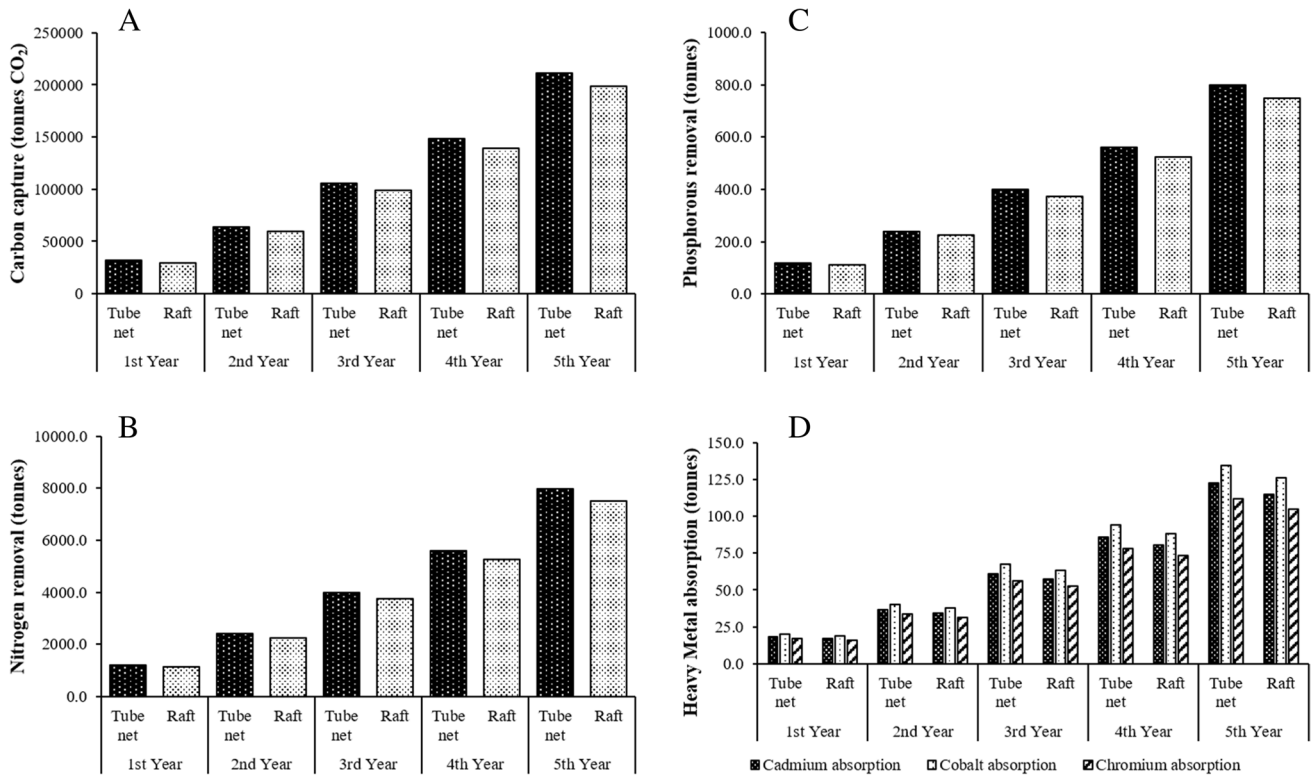 A
Carbon capture (tonnes CO₂)
250000
200000
150000
100000
50000
0
Tube net Raft Tube net Raft Tube net Raft Tube net Raft Tube net Raft
1st Year 2nd Year 3rd Year 4th Year 5th Year
C
Phosphorous removal (tonnes)
1000.0
800.0
600.0
400.0
200.0
0.0
Tube net Raft Tube net Raft Tube net Raft Tube net Raft Tube net Raft
1st Year 2nd Year 3rd Year 4th Year 5th Year
B
Nitrogen removal (tonnes)
10000.0
8000.0
6000.0
4000.0
2000.0
0.0
Tube net Raft Tube net Raft Tube net Raft Tube net Raft Tube net Raft
1st Year 2nd Year 3rd Year 4th Year 5th Year
D
Heavy Metal absorption (tonnes)
150.0
125.0
100.0
75.0
50.0
25.0
0.0
Tube net Raft Tube net Raft Tube net Raft Tube net Raft Tube net Raft
1st Year 2nd Year 3rd Year 4th Year 5th Year
Cadmium absorption Cobalt absorption Chromium absorption